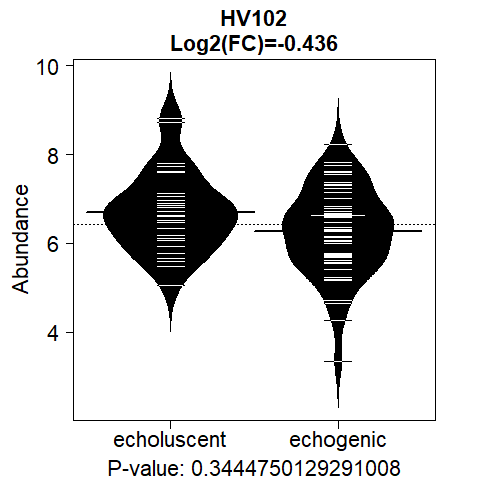 HV102
Log2(FC)=-0.436
10
8
6
4
Abundance
echoluscent echogenic
P-value: 0.3444750129291008